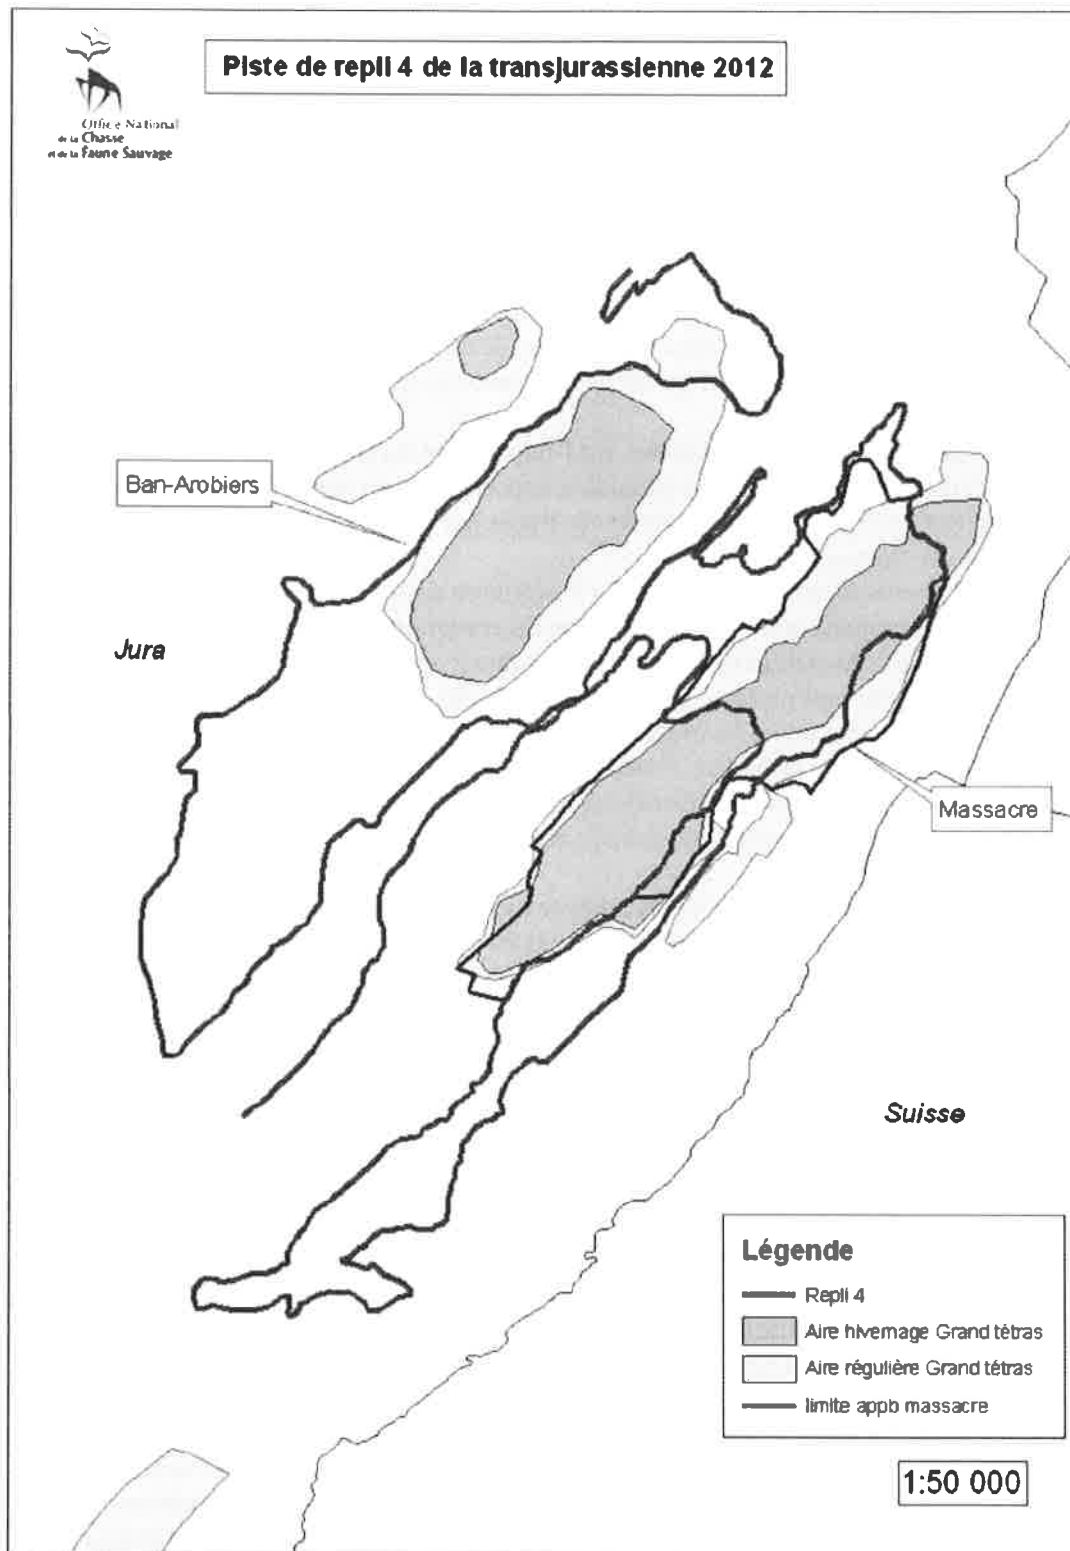 Piste de repli 4 de la transjurassienne 2012
Office National
de la Chasse
et de la Faune Sauvage
Ban-Arobiers
Jura
Massacre
Suisse
Légende
Repli 4
Aire hivernage Grand tétras
Aire régulière Grand tétras
limite appb massacre
1:50 000